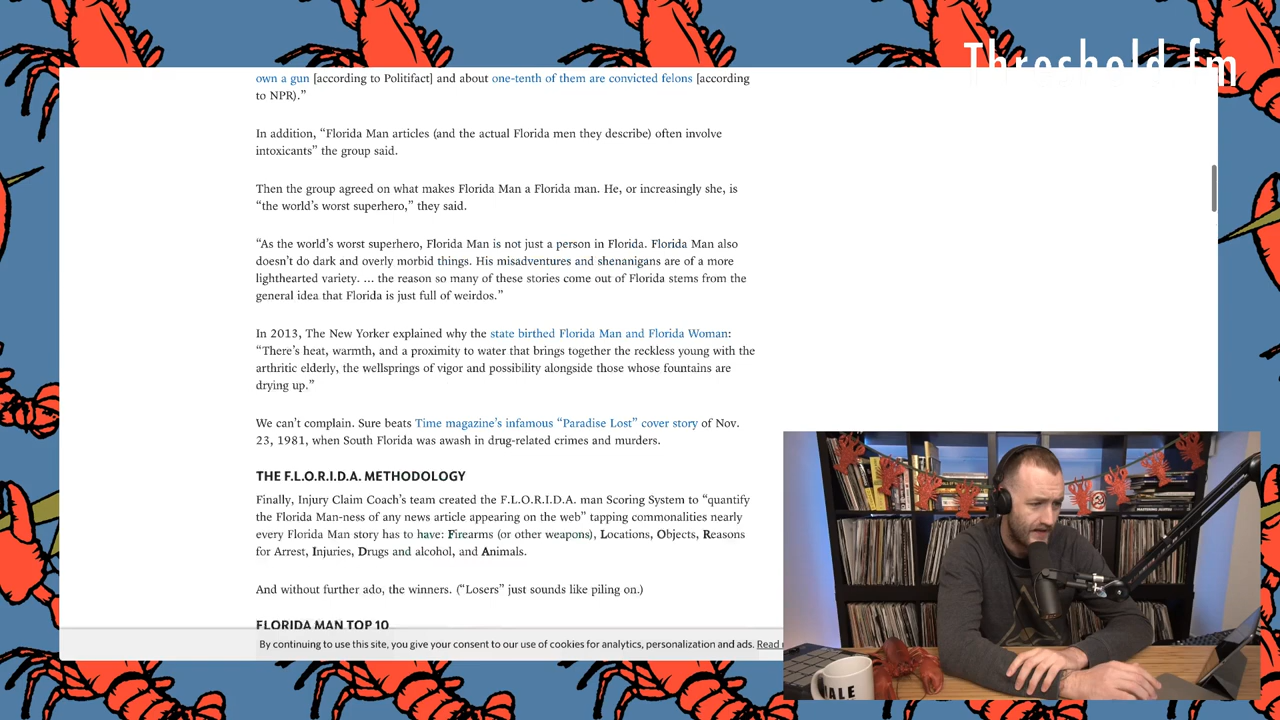 Threshold.fm
own a gun [according to Politifact] and about one-tenth of them are convicted felons [according
to NPR).”
In addition, “Florida Man articles (and the actual Florida men they describe) often involve
intoxicants” the group said.
Then the group agreed on what makes Florida Man a Florida man. He, or increasingly she, is
“the world’s worst superhero,” they said.
“As the world’s worst superhero, Florida Man is not just a person in Florida. Florida Man also
doesn’t do dark and overly morbid things. His misadventures and shenanigans are of a more
lighthearted variety. … the reason so many of these stories come out of Florida stems from the
general idea that Florida is just full of weirdos.”
In 2013, The New Yorker explained why the state birthed Florida Man and Florida Woman:
“There’s heat, warmth, and a proximity to water that brings together the reckless young with the
arthritic elderly, the wellsprings of vigor and possibility alongside those whose fountains are
drying up.”
We can’t complain. Sure beats Time magazine’s infamous “Paradise Lost” cover story of Nov.
23, 1981, when South Florida was awash in drug-related crimes and murders.
THE F.L.O.R.I.D.A. METHODOLOGY
Finally, Injury Claim Coach’s team created the F.L.O.R.I.D.A. man Scoring System to “quantify
the Florida Man-ness of any news article appearing on the web” tapping commonalities nearly
every Florida Man story has to have: Firearms (or other weapons), Locations, Objects, Reasons
for Arrest, Injuries, Drugs and alcohol, and Animals.
And without further ado, the winners. (“Losers” just sounds like piling on.)
FLORIDA MAN TOP 10
By continuing to use this site, you give your consent to our use of cookies for analytics, personalization and ads. Read
ALE